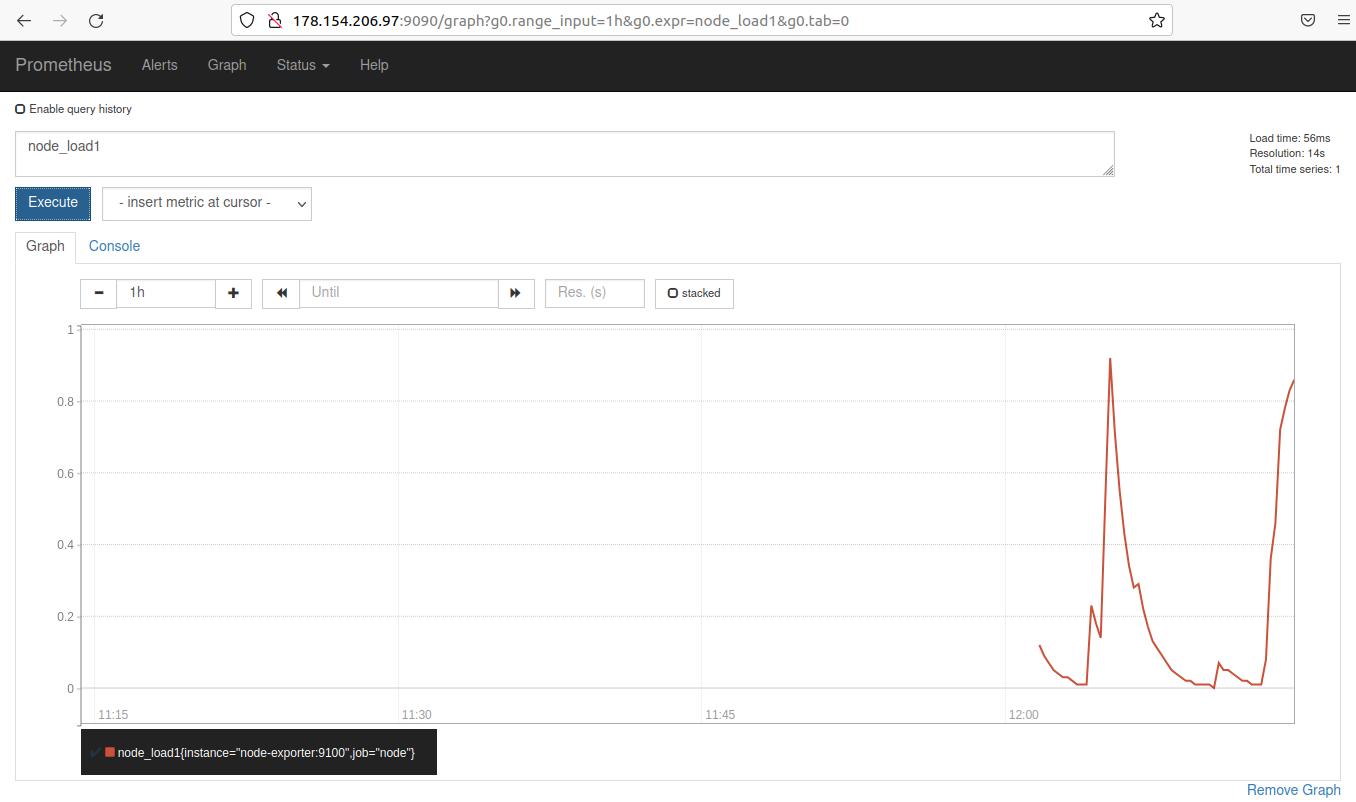 178.154.206.97:9090/graph?g0.range_input=1h&g0.expr=node_load1&g0.tab=0
Prometheus Alerts Graph Status Help
Enable query history
node_load1
Load time: 56ms
Resolution: 14s
Total time series: 1
Execute - insert metric at cursor -
Graph Console
1h Until Res. (s) stacked
1
0.8
0.6
0.4
0.2
0
11:15 11:30 11:45 12:00
node_load1{instance="node-exporter:9100",job="node"}
Remove Graph